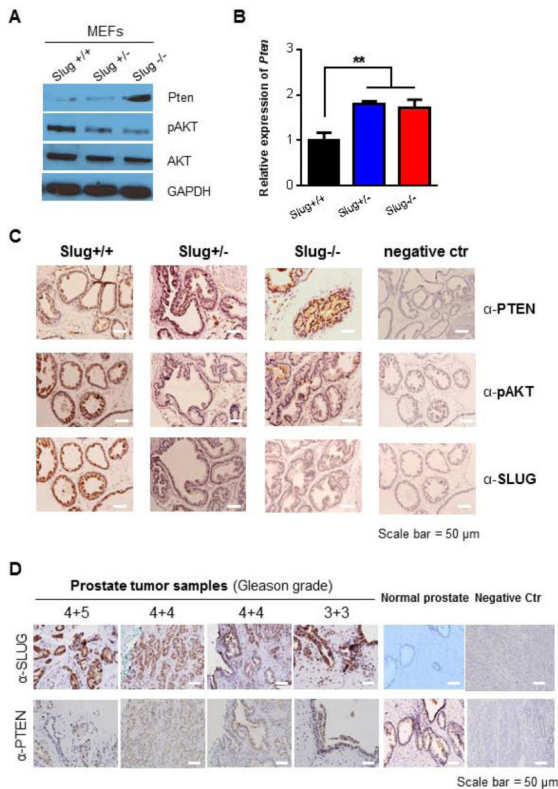 A
MEFs
Slug +/+ Slug +/- Slug -/-
Pten
pAKT
AKT
GAPDH
B
Relative expression of Pten
3
2
1
0
**
Slug+/+ Slug+/- Slug-/-
C
Slug+/+ Slug+/- Slug-/- negative ctr
α-PTEN
α-pAKT
α-SLUG
Scale bar = 50 µm
D
Prostate tumor samples (Gleason grade) Normal prostate Negative Ctr
4+5 4+4 4+4 3+3
α-SLUG
α-PTEN
Scale bar = 50 µm